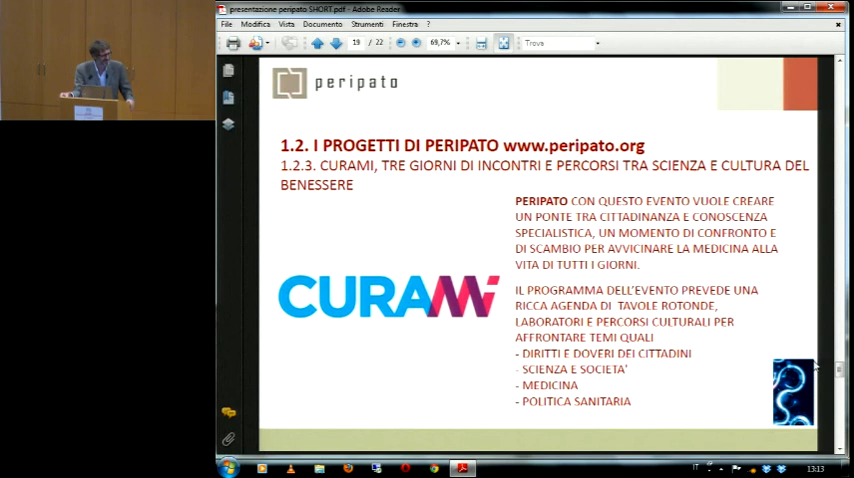 presentazione peripato SHORT.pdf - Adobe Reader
File Modifica Vista Documento Strumenti Finestra ?
19 / 22 69,7% Trova
peripato
1.2. I PROGETTI DI PERIPATO www.peripato.org
1.2.3. CURAMI, TRE GIORNI DI INCONTRI E PERCORSI TRA SCIENZA E CULTURA DEL
BENESSERE
PERIPATO CON QUESTO EVENTO VUOLE CREARE
UN PONTE TRA CITTADINANZA E CONOSCENZA
SPECIALISTICA, UN MOMENTO DI CONFRONTO E
DI SCAMBIO PER AVVICINARE LA MEDICINA ALLA
VITA DI TUTTI I GIORNI.
CURAMi
IL PROGRAMMA DELL'EVENTO PREVEDE UNA
RICCA AGENDA DI TAVOLE ROTONDE,
LABORATORI E PERCORSI CULTURALI PER
AFFRONTARE TEMI QUALI
- DIRITTI E DOVERI DEI CITTADINI
- SCIENZA E SOCIETA'
- MEDICINA
- POLITICA SANITARIA
IT 13:13